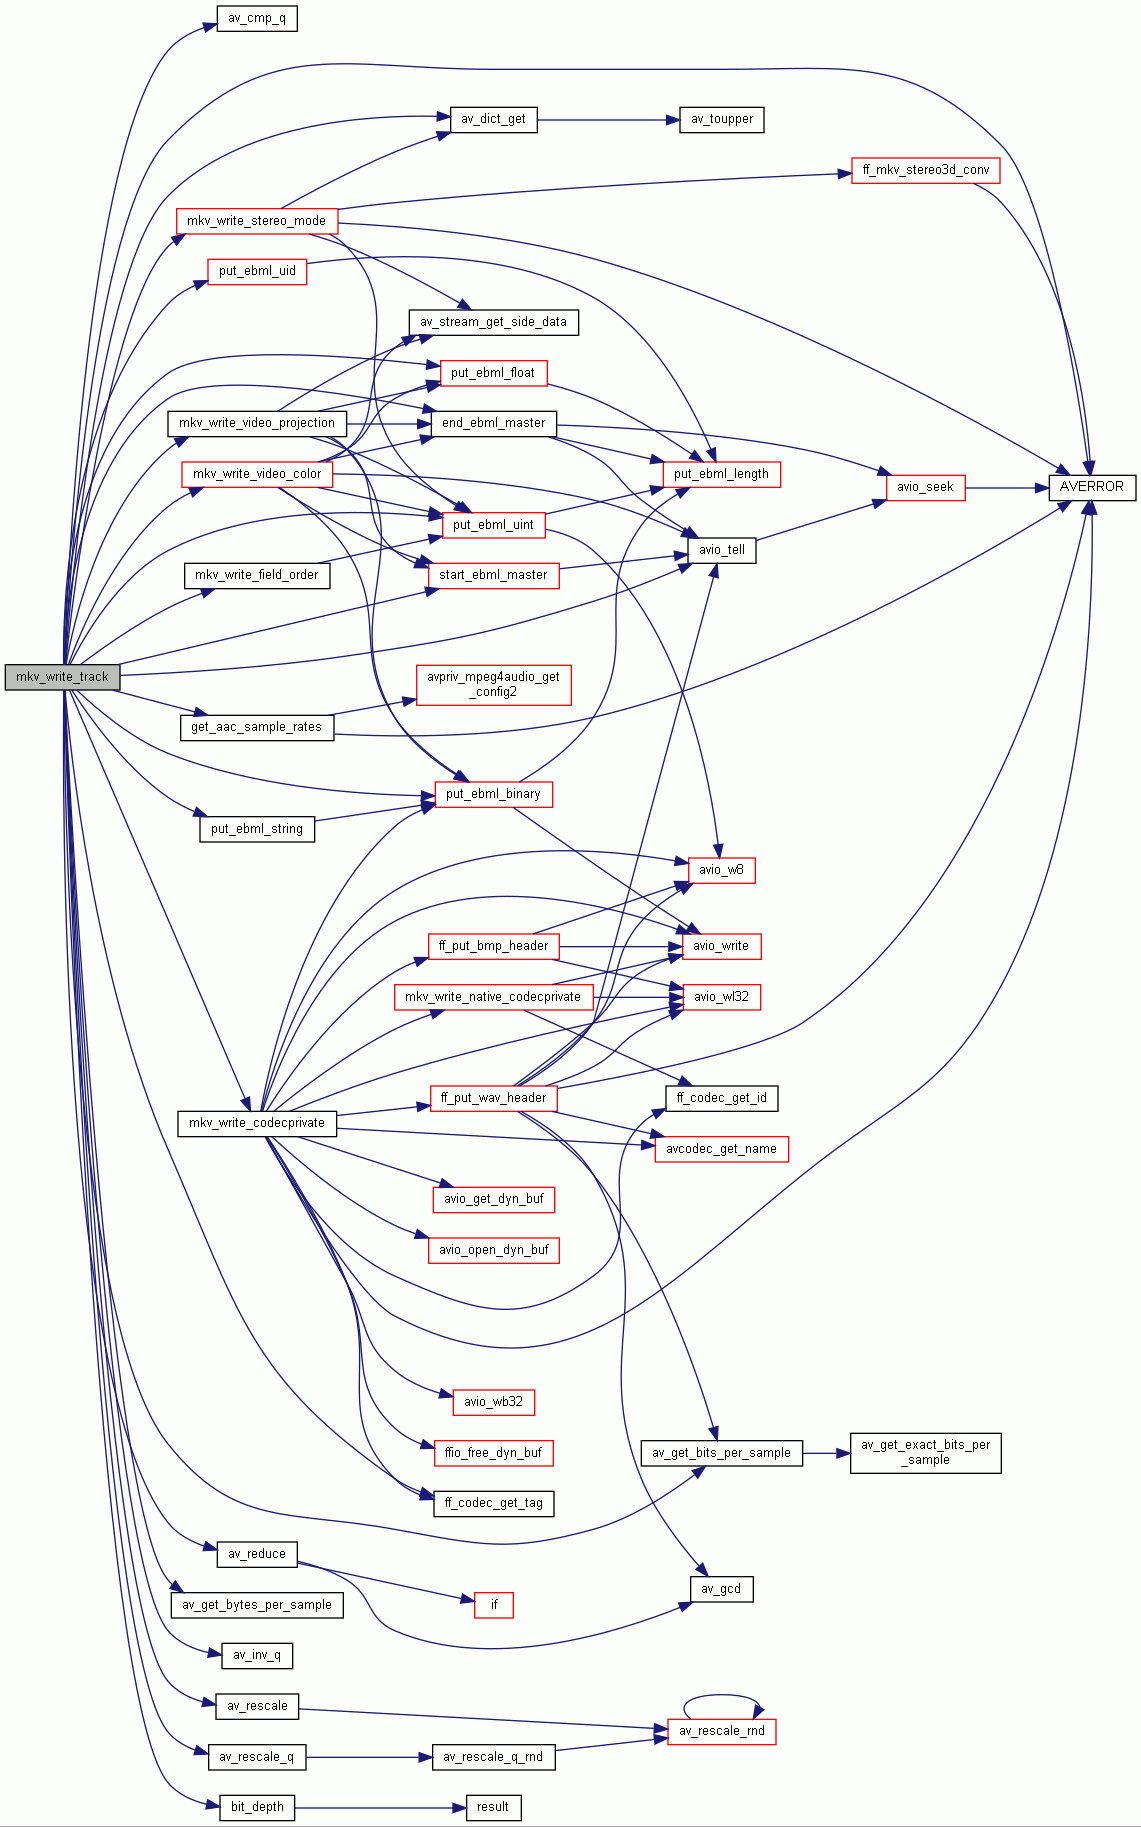 av_cmp_q
av_dict_get
av_toupper
ff_mkv_stereo3d_conv
mkv_write_stereo_mode
put_ebml_uid
av_stream_get_side_data
put_ebml_float
mkv_write_video_projection
end_ebml_master
mkv_write_video_color
put_ebml_length
avio_seek
AVERROR
put_ebml_uint
avio_tell
mkv_write_field_order
start_ebml_master
mkv_write_track
avpriv_mpeg4audio_get
_config2
get_aac_sample_rates
put_ebml_binary
put_ebml_string
avio_w8
ff_put_bmp_header
avio_write
mkv_write_native_codecprivate
avio_wl32
ff_put_wav_header
ff_codec_get_id
mkv_write_codecprivate
avcodec_get_name
avio_get_dyn_buf
avio_open_dyn_buf
avio_wb32
ffio_free_dyn_buf
av_get_bits_per_sample
av_get_exact_bits_per
_sample
ff_codec_get_tag
av_reduce
av_gcd
av_get_bytes_per_sample
if
av_inv_q
av_rescale
av_rescale_rnd
av_rescale_q
av_rescale_q_rnd
bit_depth
result